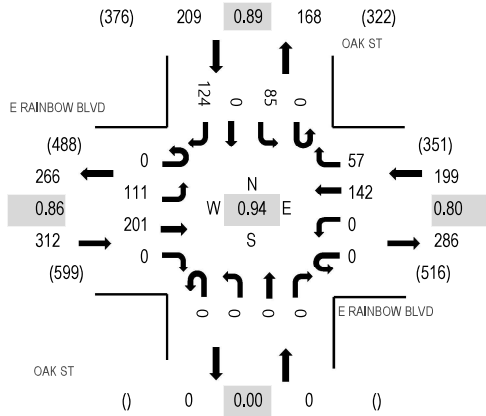 (376) 209 0.89 168 (322)
OAK ST
124 0 85 0
E RAINBOW BLVD
(488) (351)
266 0 57 199
111 N 142
0.86 W 0.94 E 0.80
201 S 0
312 0 0 286
(599) (516)
0 0 0 0
E RAINBOW BLVD
OAK ST
() 0 0.00 0 ()